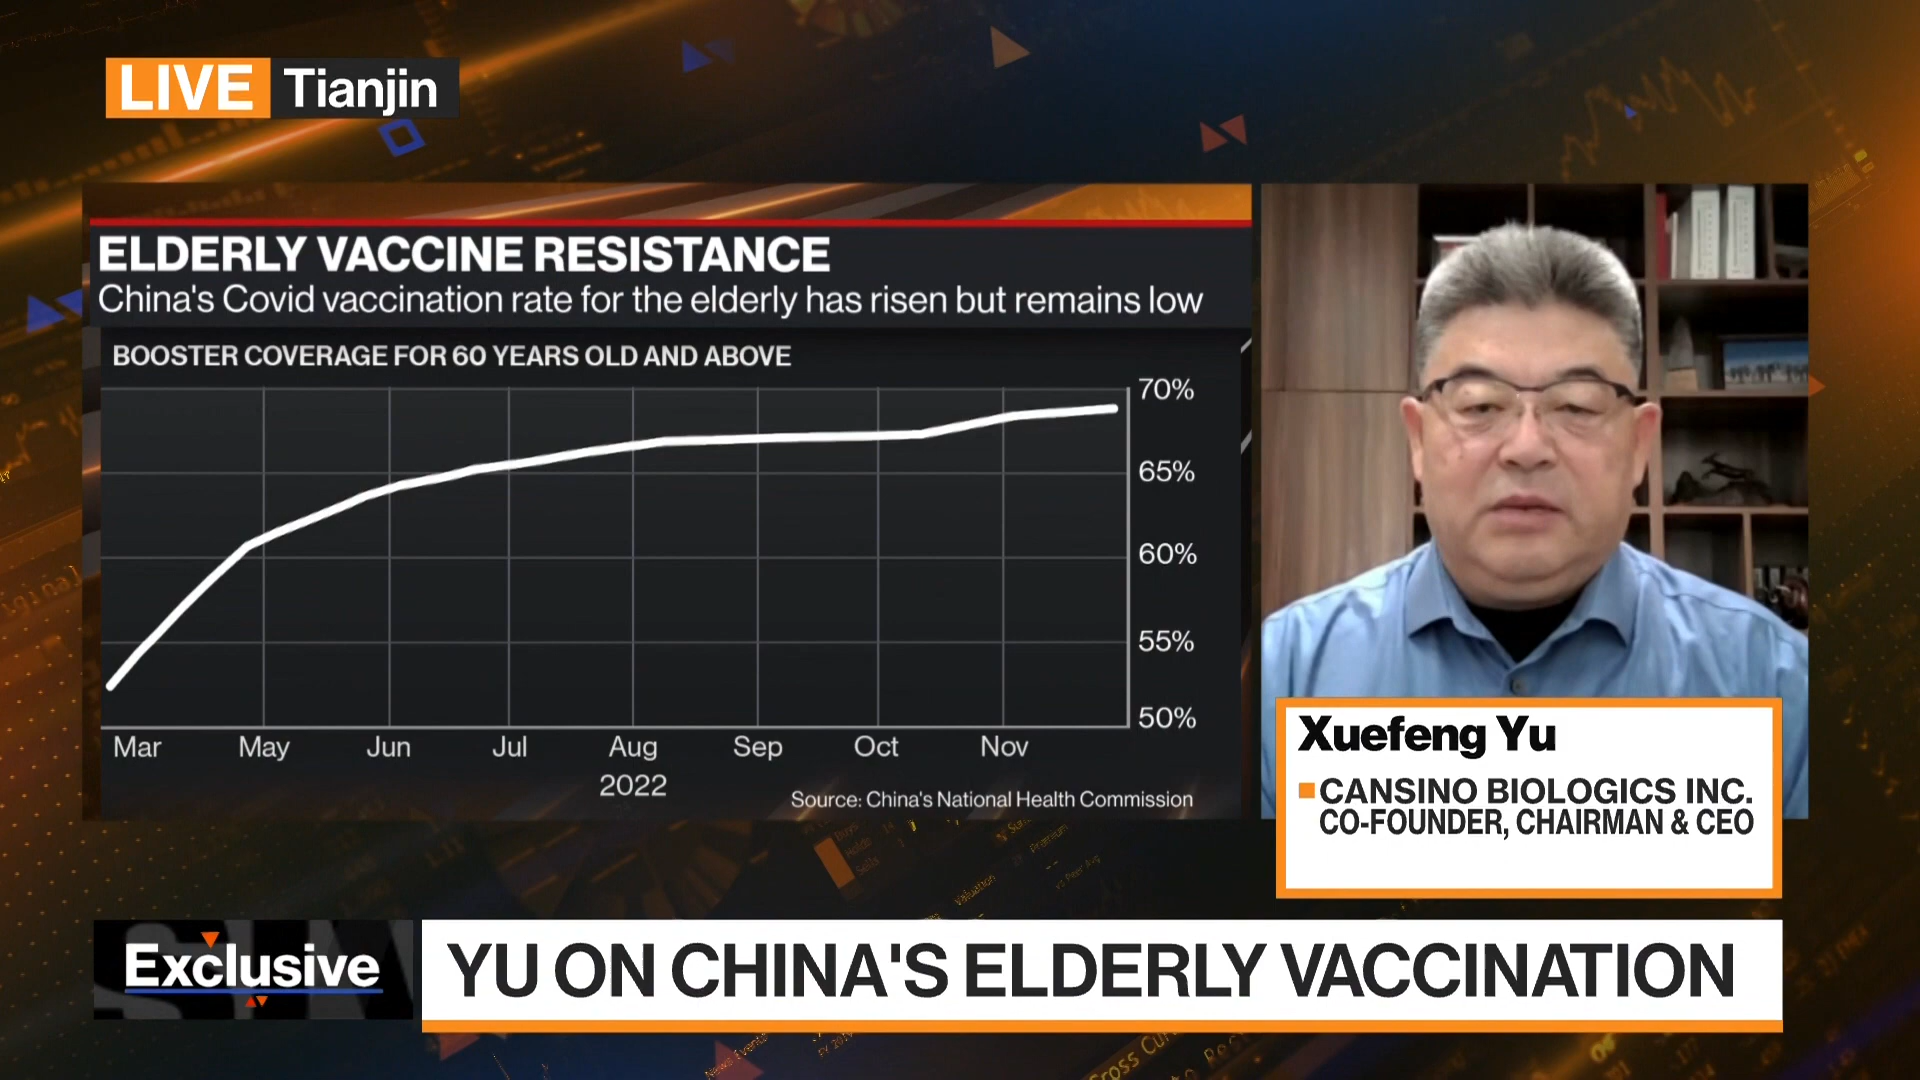 LIVE Tianjin
ELDERLY VACCINE RESISTANCE
China's Covid vaccination rate for the elderly has risen but remains low
BOOSTER COVERAGE FOR 60 YEARS OLD AND ABOVE
70%
65%
60%
55%
50%
Mar May Jun Jul Aug Sep Oct Nov
2022
Source: China's National Health Commission
Xuefeng Yu
CANSINO BIOLOGICS INC.
CO-FOUNDER, CHAIRMAN & CEO
Exclusive
YU ON CHINA'S ELDERLY VACCINATION